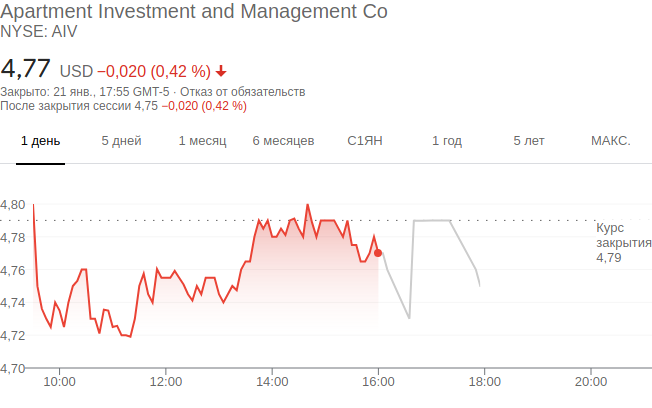 Apartment Investment and Management Co
NYSE: AIV
4,77 USD −0,020 (0,42 %)
Закрыто: 21 янв., 17:55 GMT-5 · Отказ от обязательств
После закрытия сессии 4,75 −0,020 (0,42 %)
1 день 5 дней 1 месяц 6 месяцев С1ЯН 1 год 5 лет МАКС.
4,80
Курс
4,78
закрытия
4,79
4,76
4,74
4,72
4,70
10:00 12:00 14:00 16:00 18:00 20:00